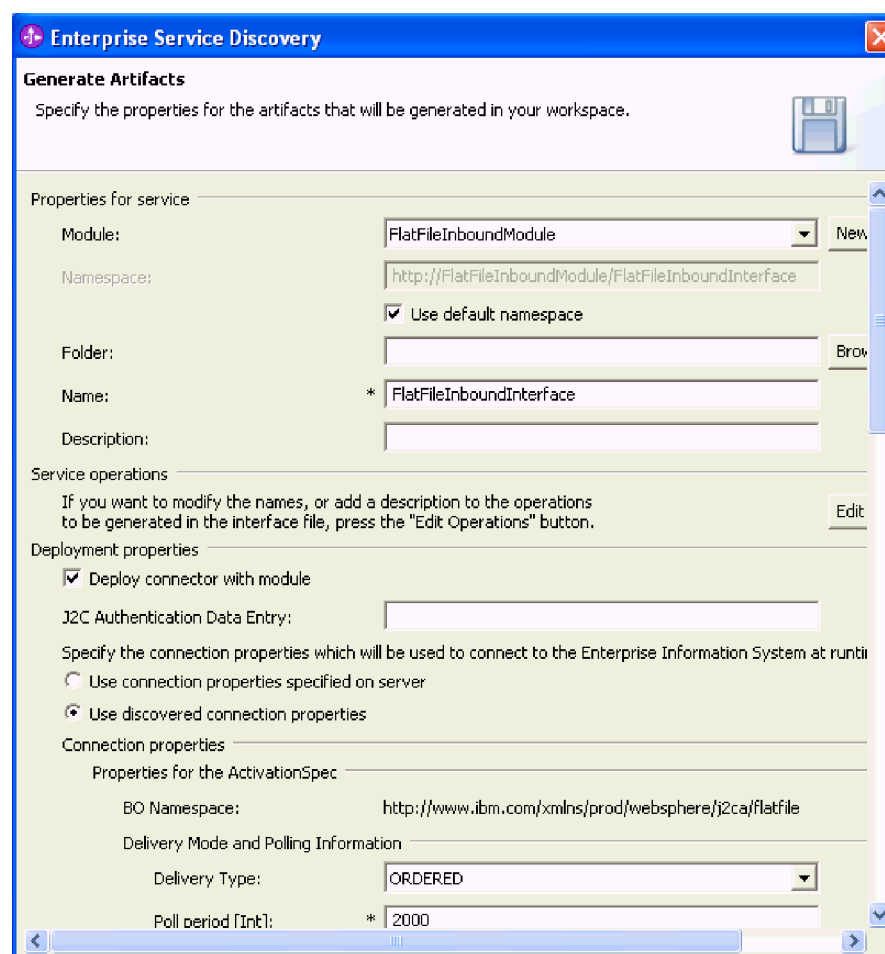 Enterprise Service Discovery
Generate Artifacts
Specify the properties for the artifacts that will be generated in your workspace.
Properties for service
Module: FlatFileInboundModule New
Namespace: http://FlatFileInboundModule/FlatFileInboundInterface
Use default namespace
Folder: Brow
Name: * FlatFileInboundInterface
Description:
Service operations
If you want to modify the names, or add a description to the operations
to be generated in the interface file, press the "Edit Operations" button. Edit
Deployment properties
Deploy connector with module
J2C Authentication Data Entry:
Specify the connection properties which will be used to connect to the Enterprise Information System at runti
Use connection properties specified on server
Use discovered connection properties
Connection properties
Properties for the ActivationSpec
BO Namespace: http://www.ibm.com/xmlns/prod/websphere/j2ca/flatfile
Delivery Mode and Polling Information
Delivery Type: ORDERED
Poll period [Int]: * 2000